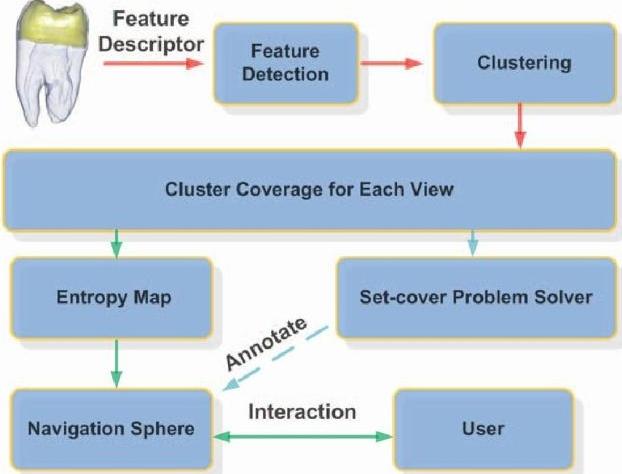 Feature
Descriptor
Feature
Detection
Clustering
Cluster Coverage for Each View
Entropy Map
Set-cover Problem Solver
Annotate
Navigation Sphere
Interaction
User